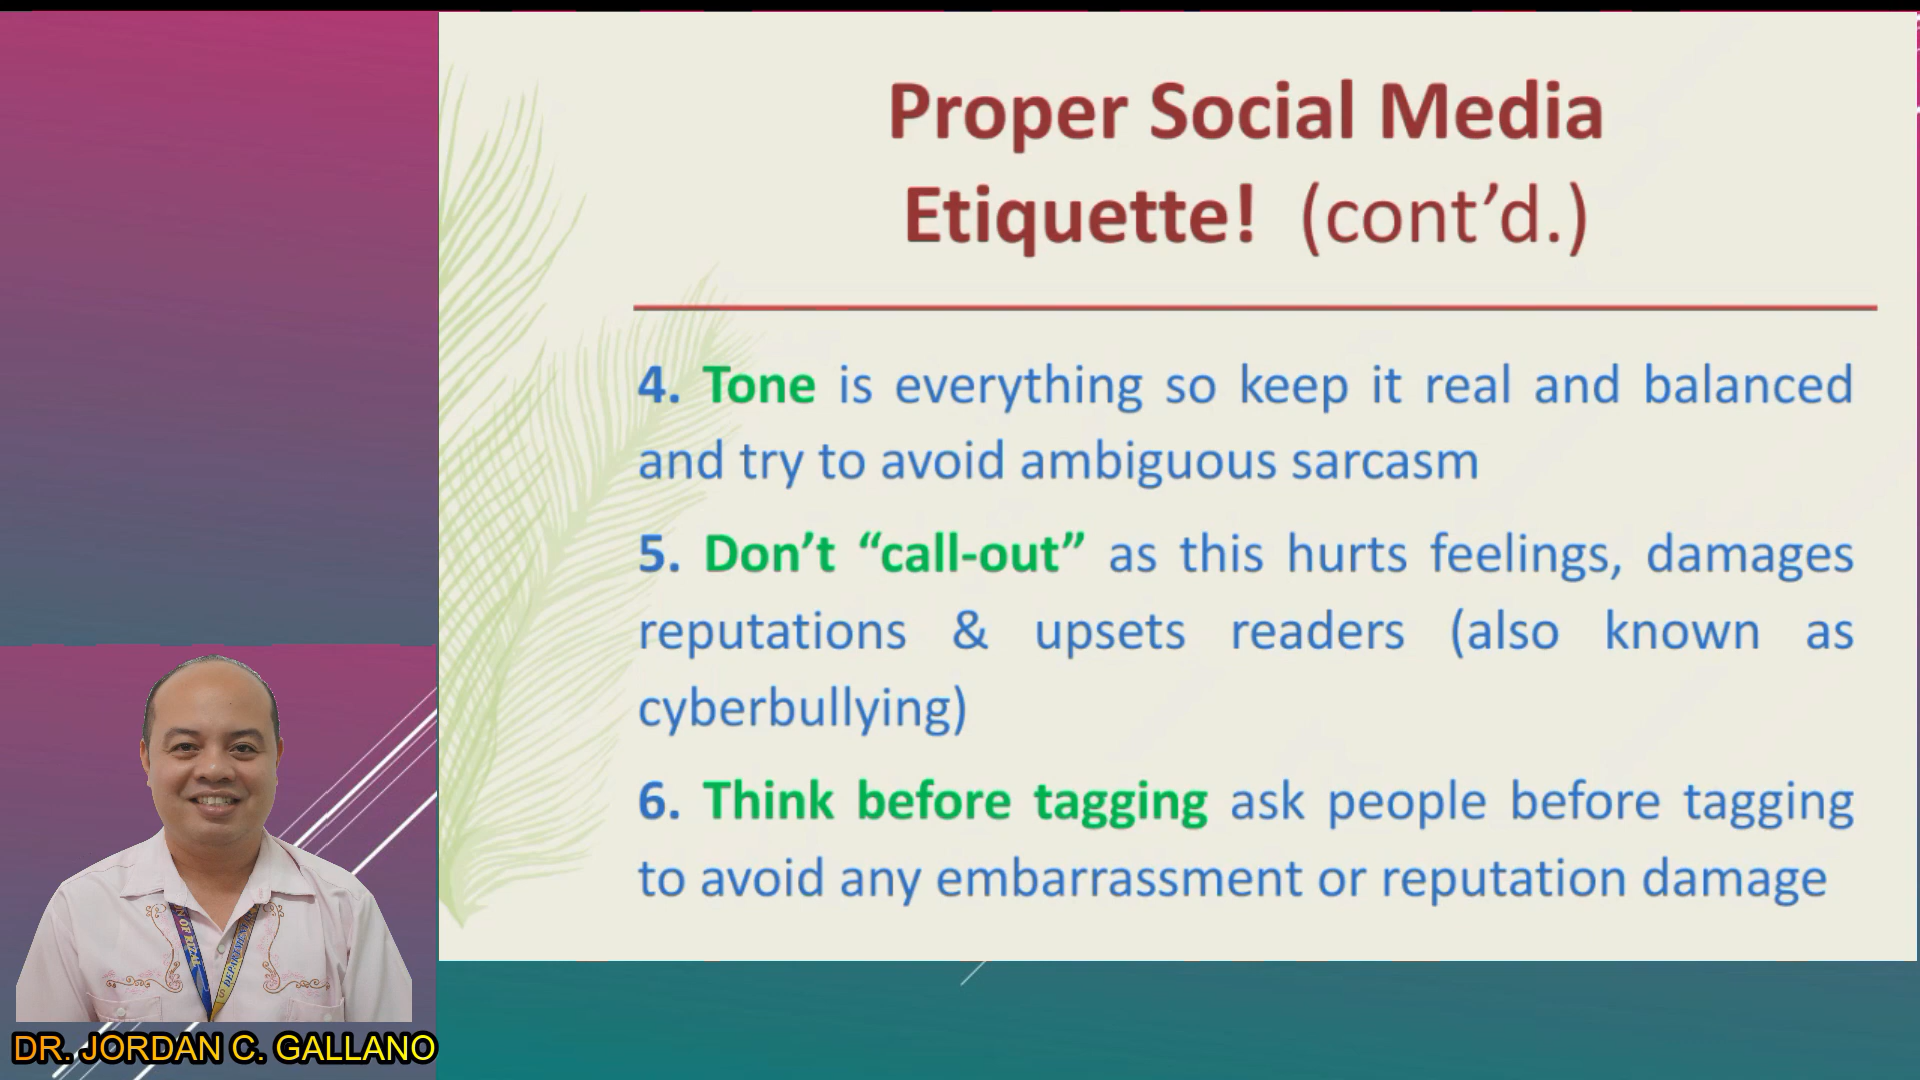 Proper Social Media
Etiquette! (cont’d.)
4. Tone is everything so keep it real and balanced
and try to avoid ambiguous sarcasm
5. Don’t “call-out” as this hurts feelings, damages
reputations & upsets readers (also known as
cyberbullying)
6. Think before tagging ask people before tagging
to avoid any embarrassment or reputation damage
DR. JORDAN C. GALLANO